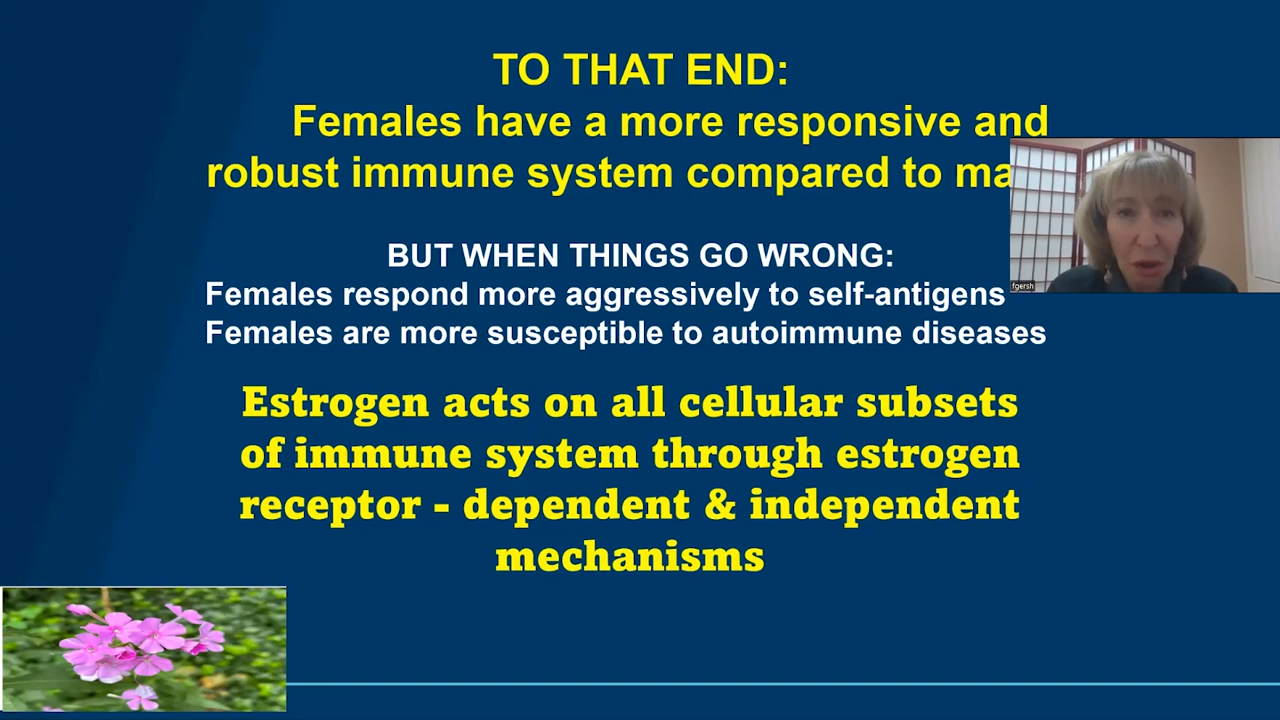 TO THAT END:
Females have a more responsive and
robust immune system compared to ma
BUT WHEN THINGS GO WRONG:
Females respond more aggressively to self-antigens
Females are more susceptible to autoimmune diseases
Estrogen acts on all cellular subsets
of immune system through estrogen
receptor - dependent & independent
mechanisms
fgersh